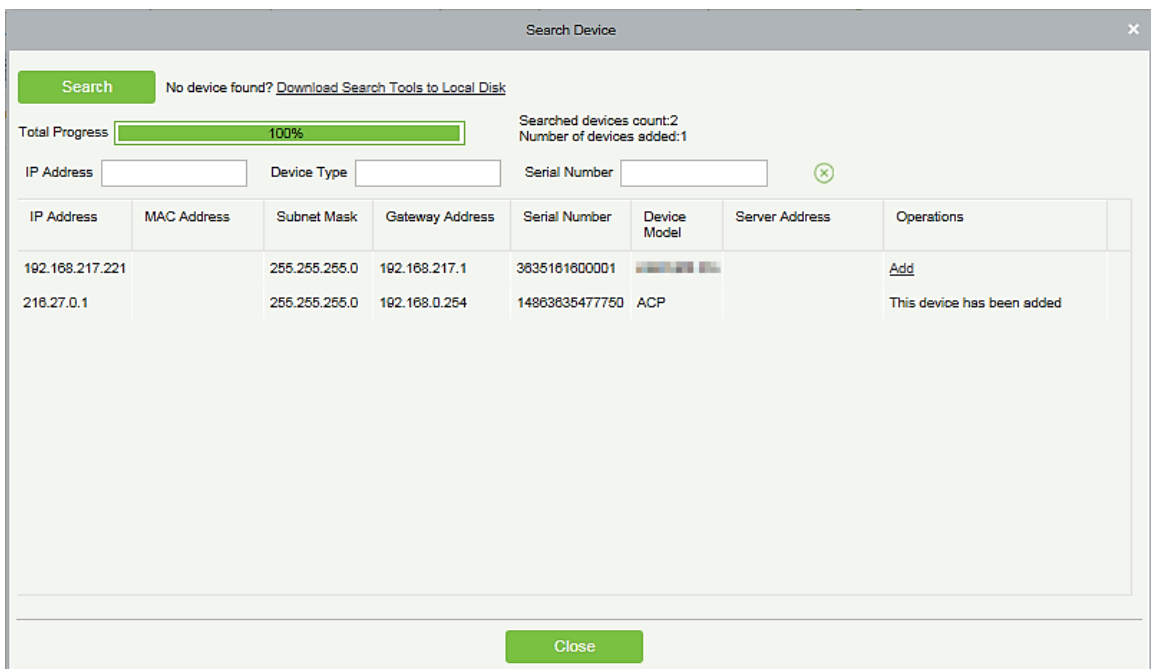 Search Device
Search No device found? Download Search Tools to Local Disk
Total Progress 100% Searched devices count:2
Number of devices added:1
IP Address Device Type Serial Number
IP Address MAC Address Subnet Mask Gateway Address Serial Number Device Model Server Address Operations
192.168.217.221 255.255.255.0 192.168.217.1 3635161600001 Add
216.27.0.1 255.255.255.0 192.168.0.254 14863635477750 ACP This device has been added
Close